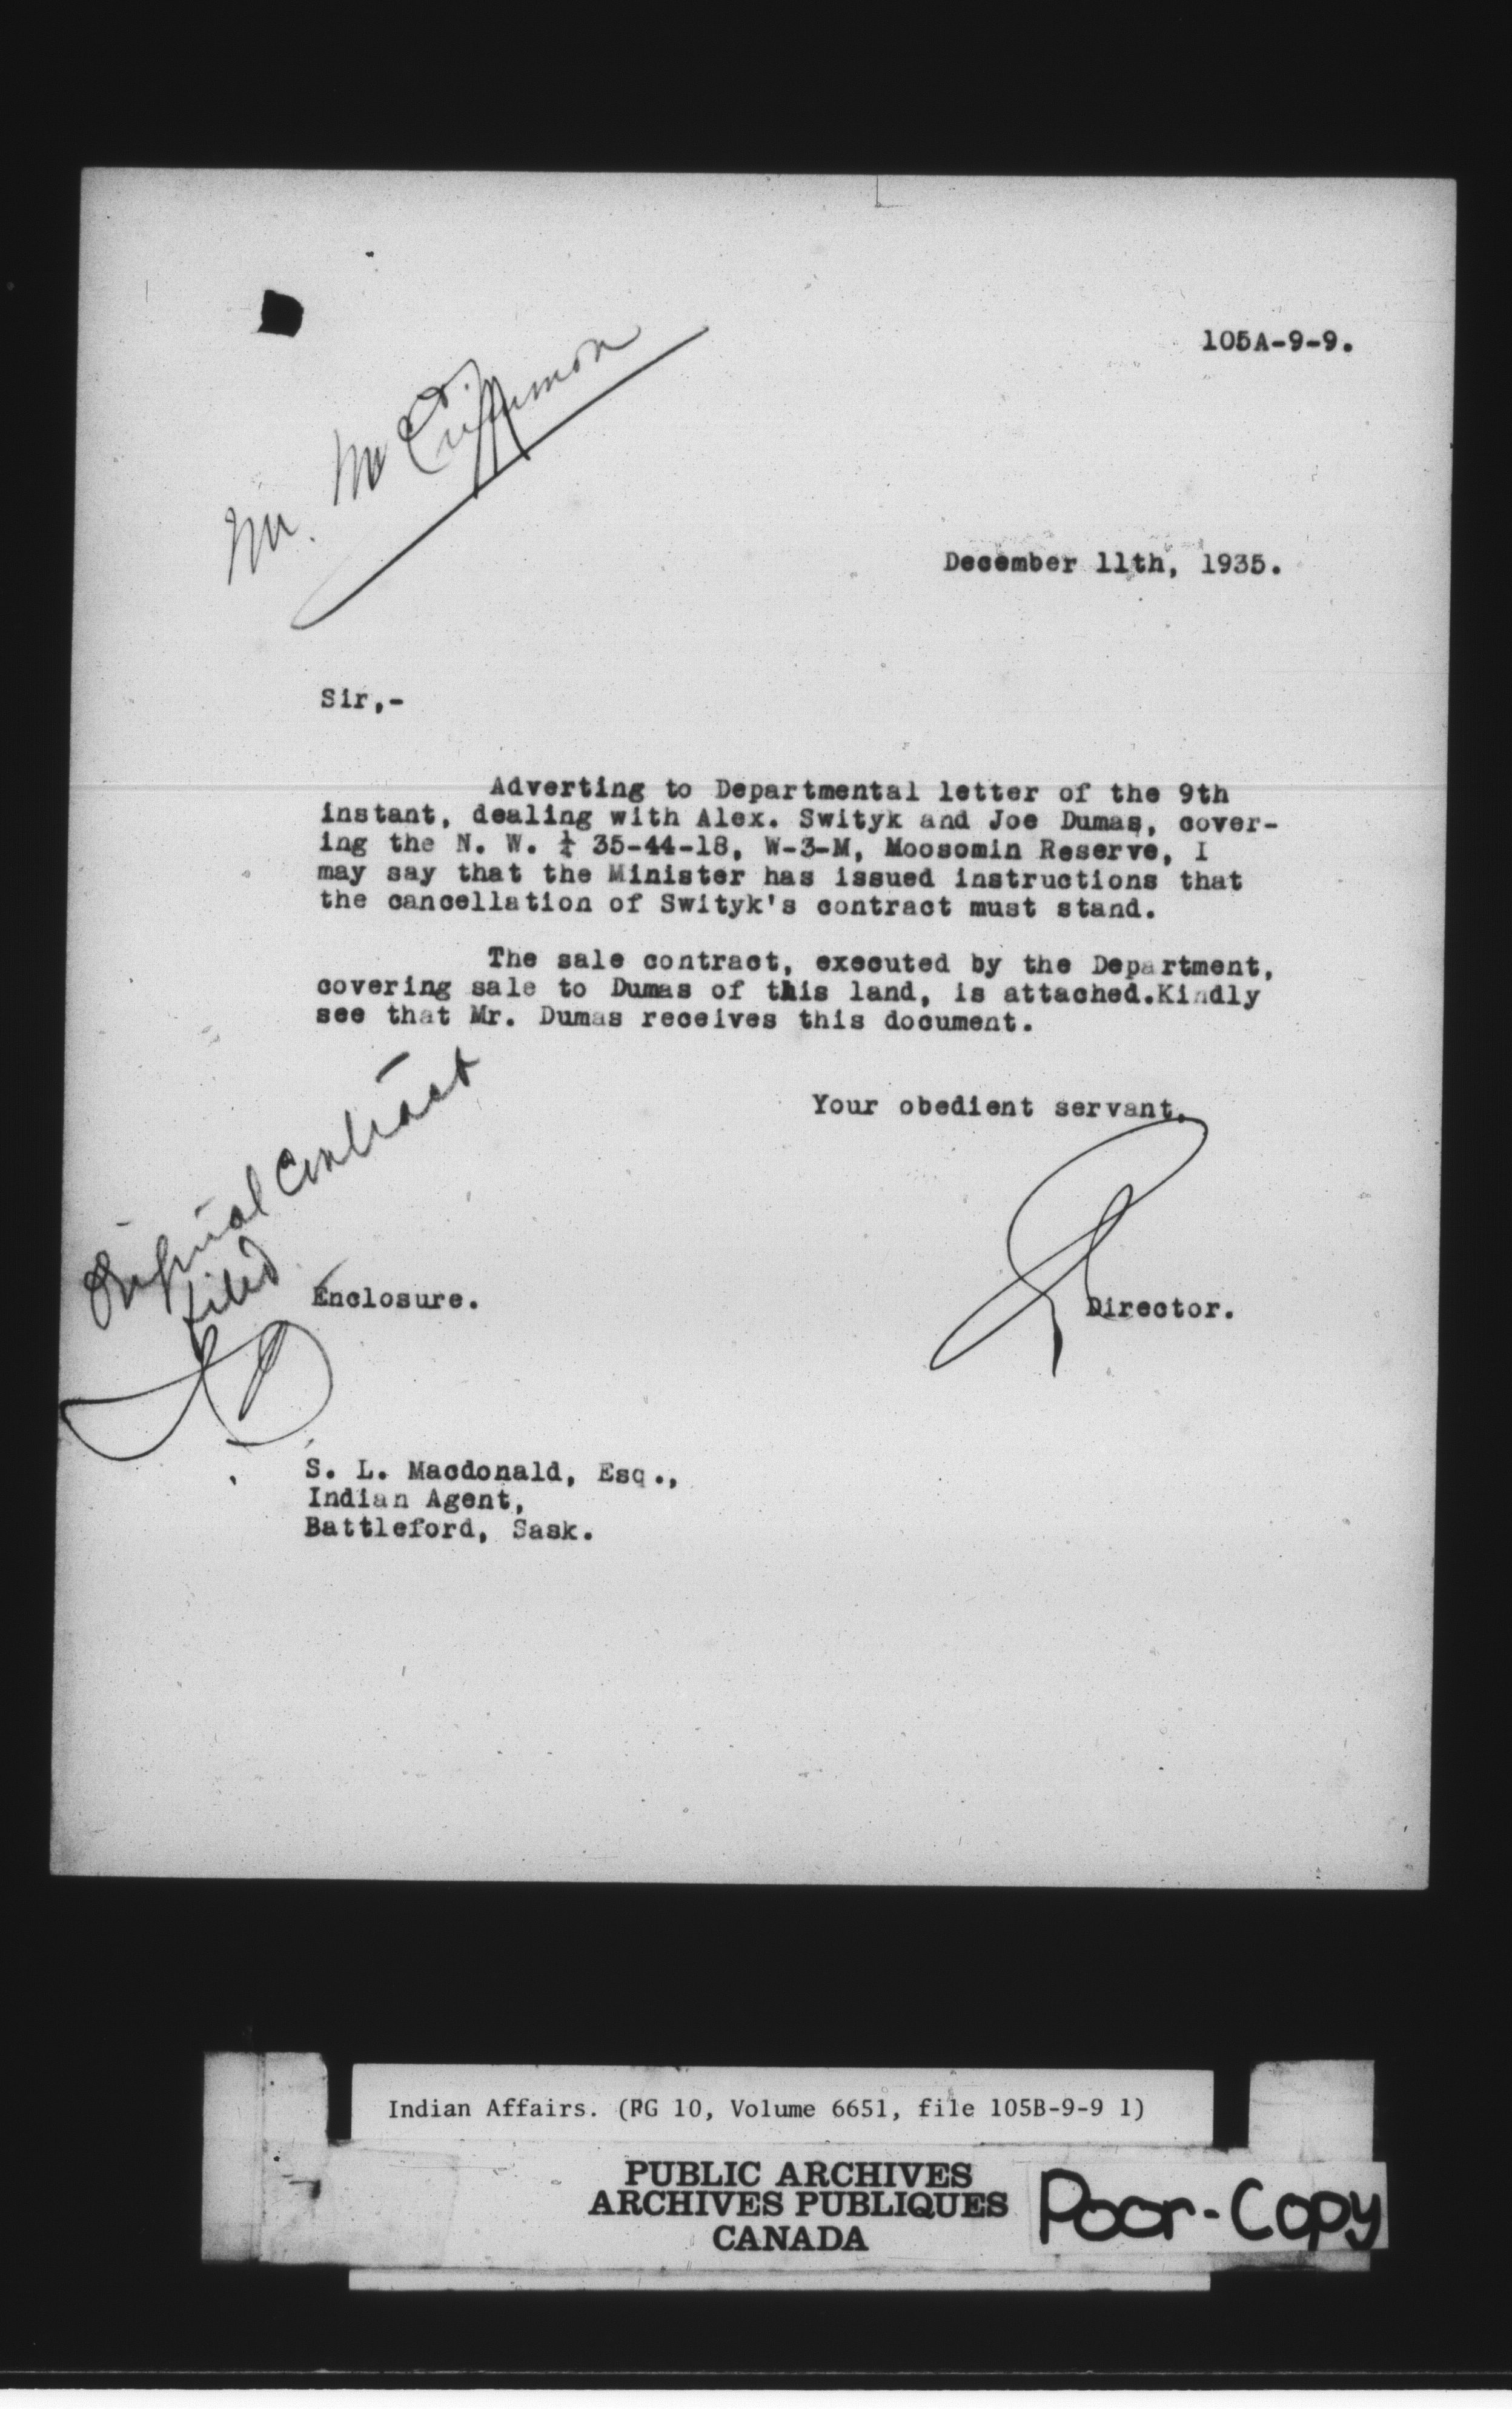 105A-9-9.
Mr. McCrimmon
December 11th, 1935.
Sir,-
Adverting to Departmental letter of the 9th
instant, dealing with Alex. Swityk and Joe Dumas, cover-
ing the N. W. ¼ 35-44-18, W-3-M, Moosomin Reserve, I
may say that the Minister has issued instructions that
the cancellation of Swityk's contract must stand.
The sale contract, executed by the Department,
covering sale to Dumas of this land, is attached.Kindly
see that Mr. Dumas receives this document.
Your obedient servant,
Original Contract
filed
Enclosure.
Director.
S. L. Macdonald, Esq.,
Indian Agent,
Battleford, Sask.
Indian Affairs. (RG 10, Volume 6651, file 105B-9-9 1)
PUBLIC ARCHIVES
ARCHIVES PUBLIQUES
CANADA
Poor-Copy